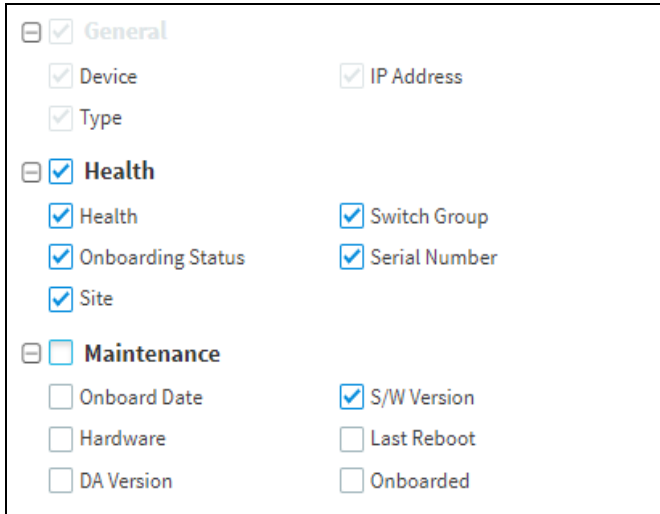 General
Device IP Address
Type
Health
Health Switch Group
Onboarding Status Serial Number
Site
Maintenance
Onboard Date S/W Version
Hardware Last Reboot
DA Version Onboarded